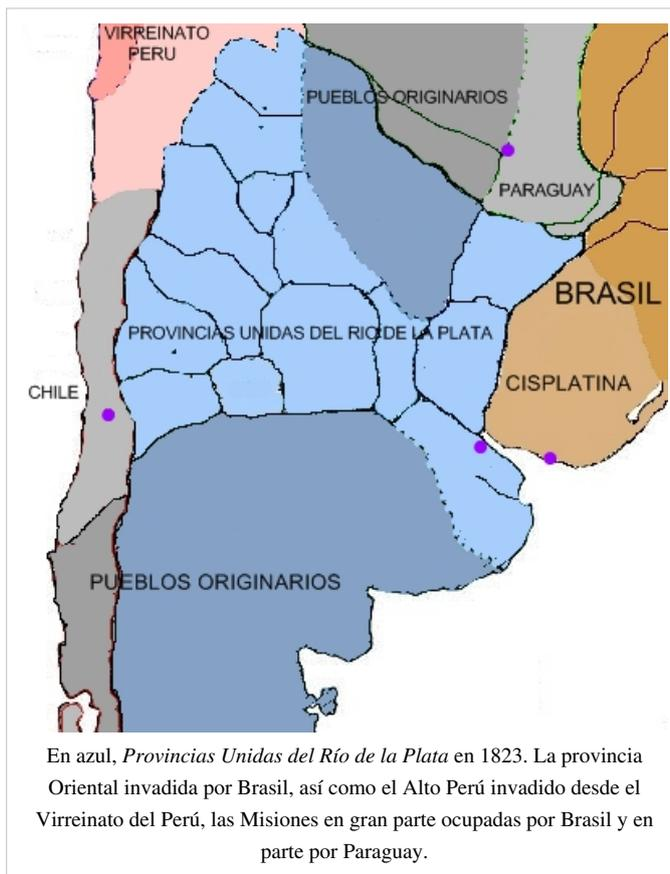 VIRREINATO
PERU
PUEBLOS ORIGINARIOS
PARAGUAY
BRASIL
PROVINCIAS UNIDAS DEL RIO DE LA PLATA
CISPLATINA
CHILE
PUEBLOS ORIGINARIOS
En azul, Provincias Unidas del Río de la Plata en 1823. La provincia
Oriental invadida por Brasil, así como el Alto Perú invadido desde el
Virreinato del Perú, las Misiones en gran parte ocupadas por Brasil y en
parte por Paraguay.